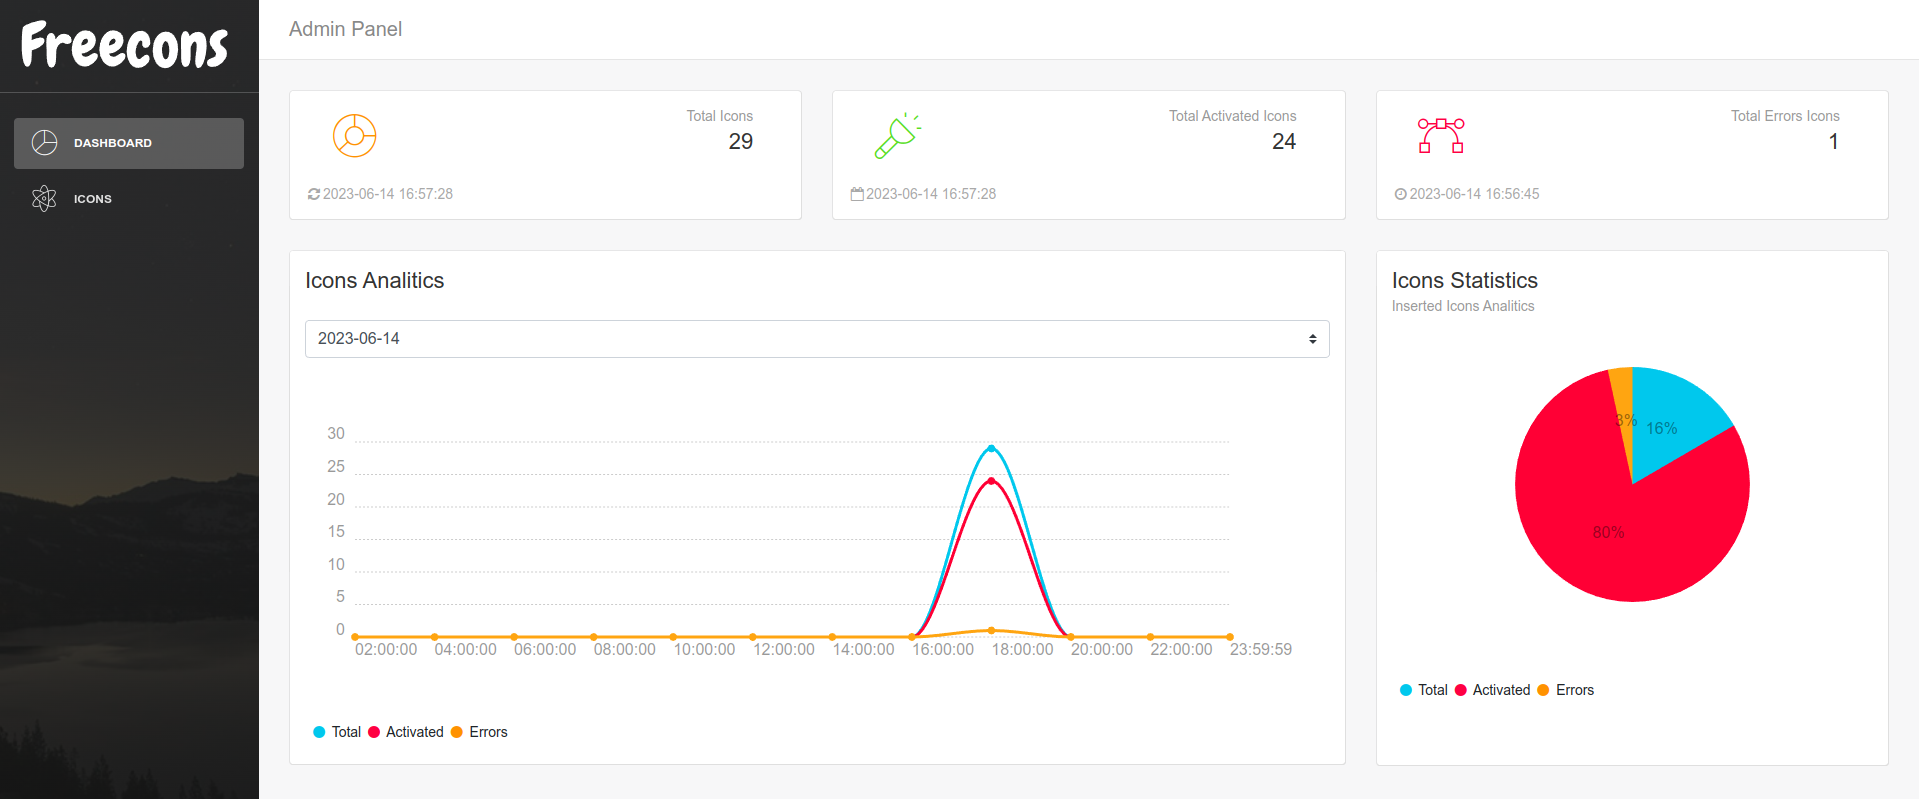 Freecons
Admin Panel
DASHBOARD
ICONS
Total Icons
29
2023-06-14 16:57:28
Total Activated Icons
24
2023-06-14 16:57:28
Total Errors Icons
1
2023-06-14 16:56:45
Icons Analitics
2023-06-14
30
25
20
15
10
5
0
02:00:00 04:00:00 06:00:00 08:00:00 10:00:00 12:00:00 14:00:00 16:00:00 18:00:00 20:00:00 22:00:00 23:59:59
Total Activated Errors
Icons Statistics
Inserted Icons Analitics
3%
16%
80%
Total Activated Errors